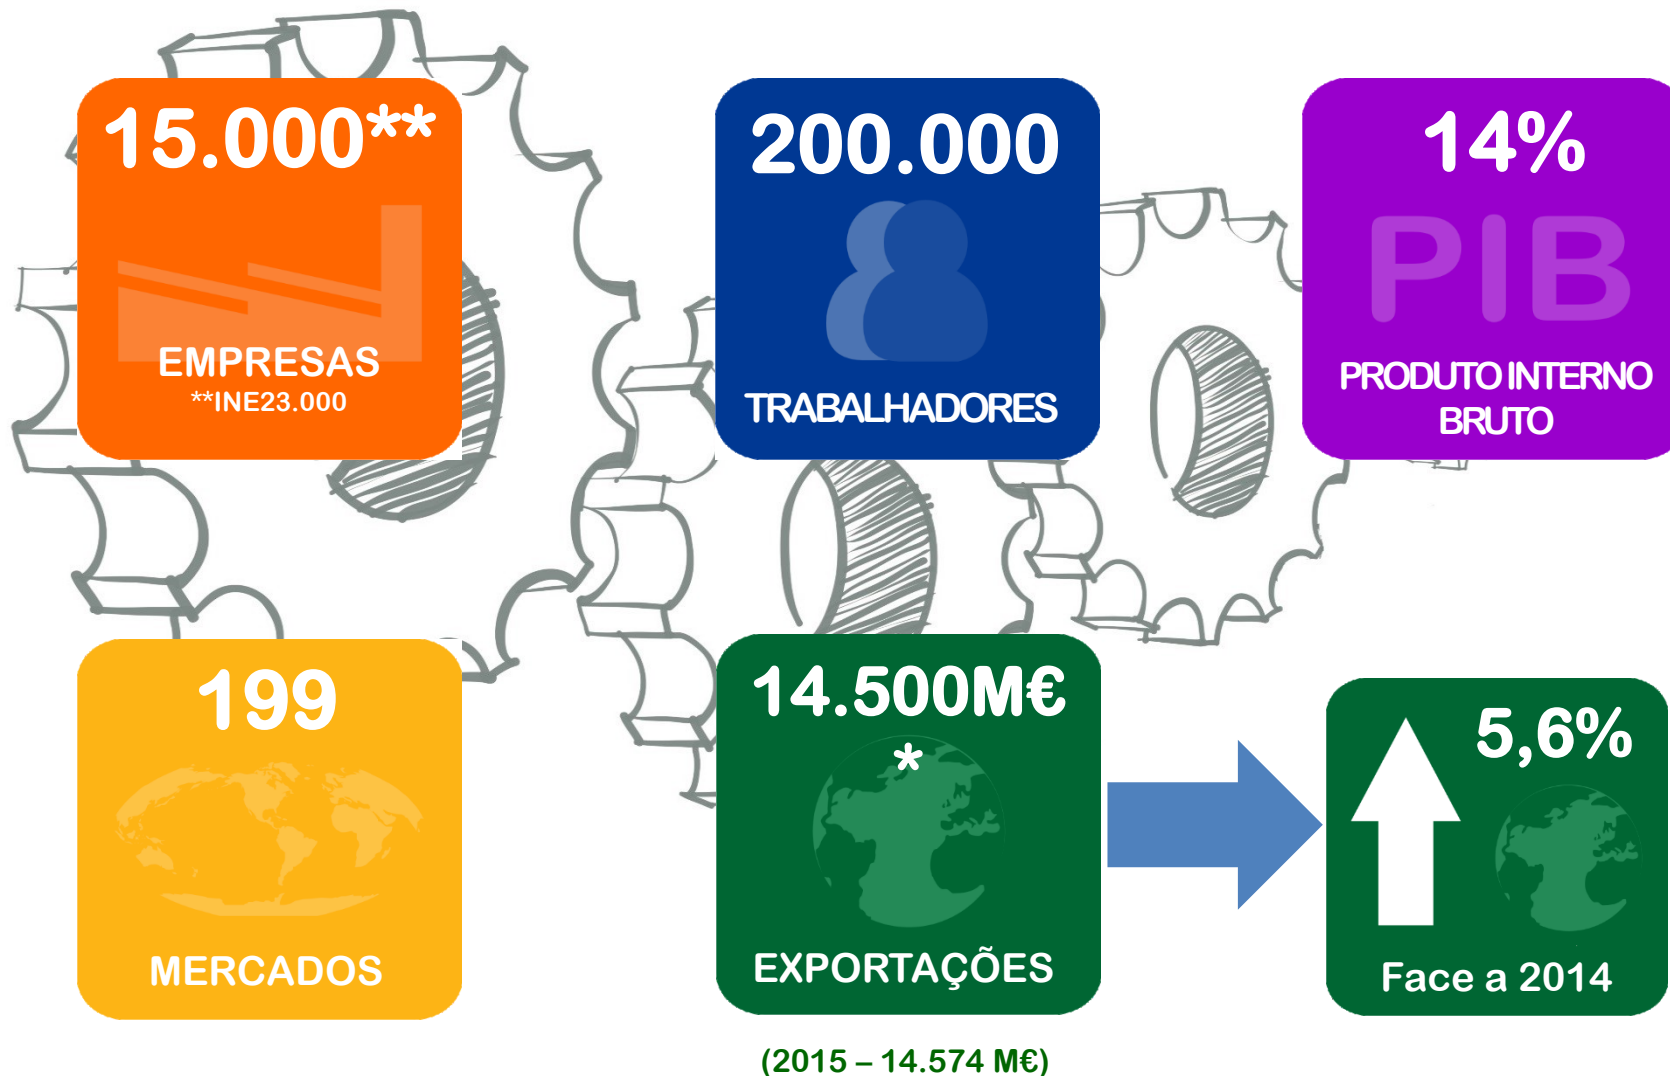 15.000**
EMPRESAS
**INE23.000
200.000
TRABALHADORES
14%
PIB
PRODUTO INTERNO
BRUTO
199
MERCADOS
14.500M€
*
EXPORTAÇÕES
(2015 – 14.574 M€)
5,6%
Face a 2014